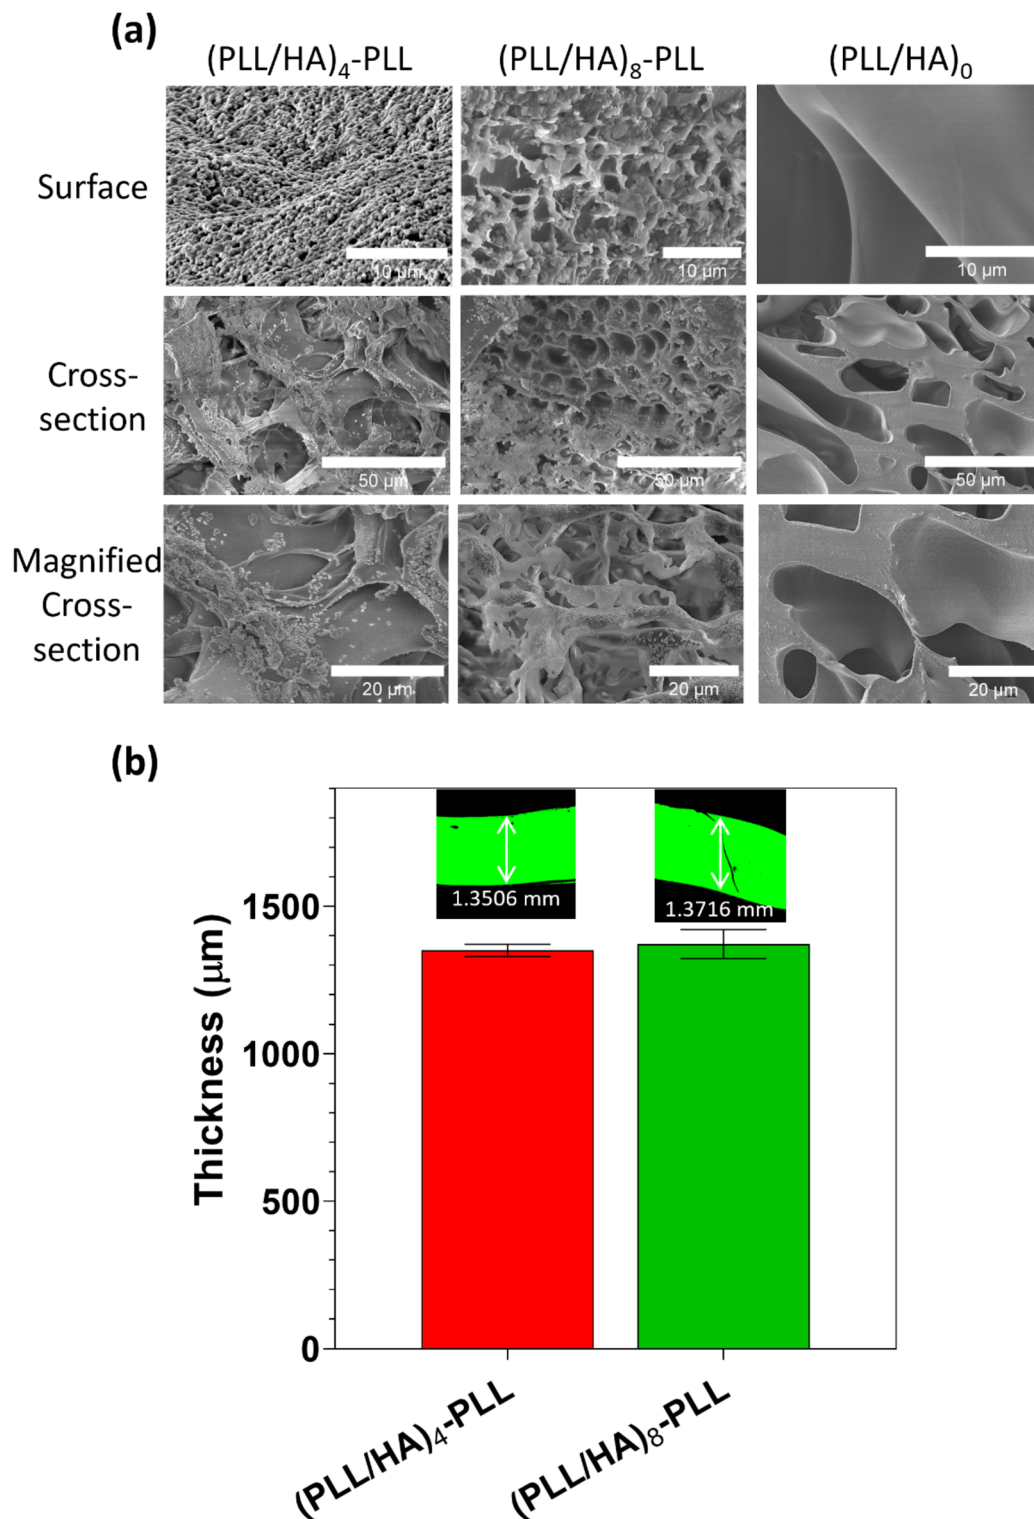 (a)
(PLL/HA)₄-PLL (PLL/HA)₈-PLL (PLL/HA)₀
Surface
10 µm 10 µm 10 µm
Cross-
section
50 µm 50 µm 50 µm
Magnified
Cross-
section
20 µm 20 µm 20 µm
(b)
1.3506 mm 1.3716 mm
Thickness (µm)
1500
1000
500
0
(PLL/HA)₄-PLL (PLL/HA)₈-PLL